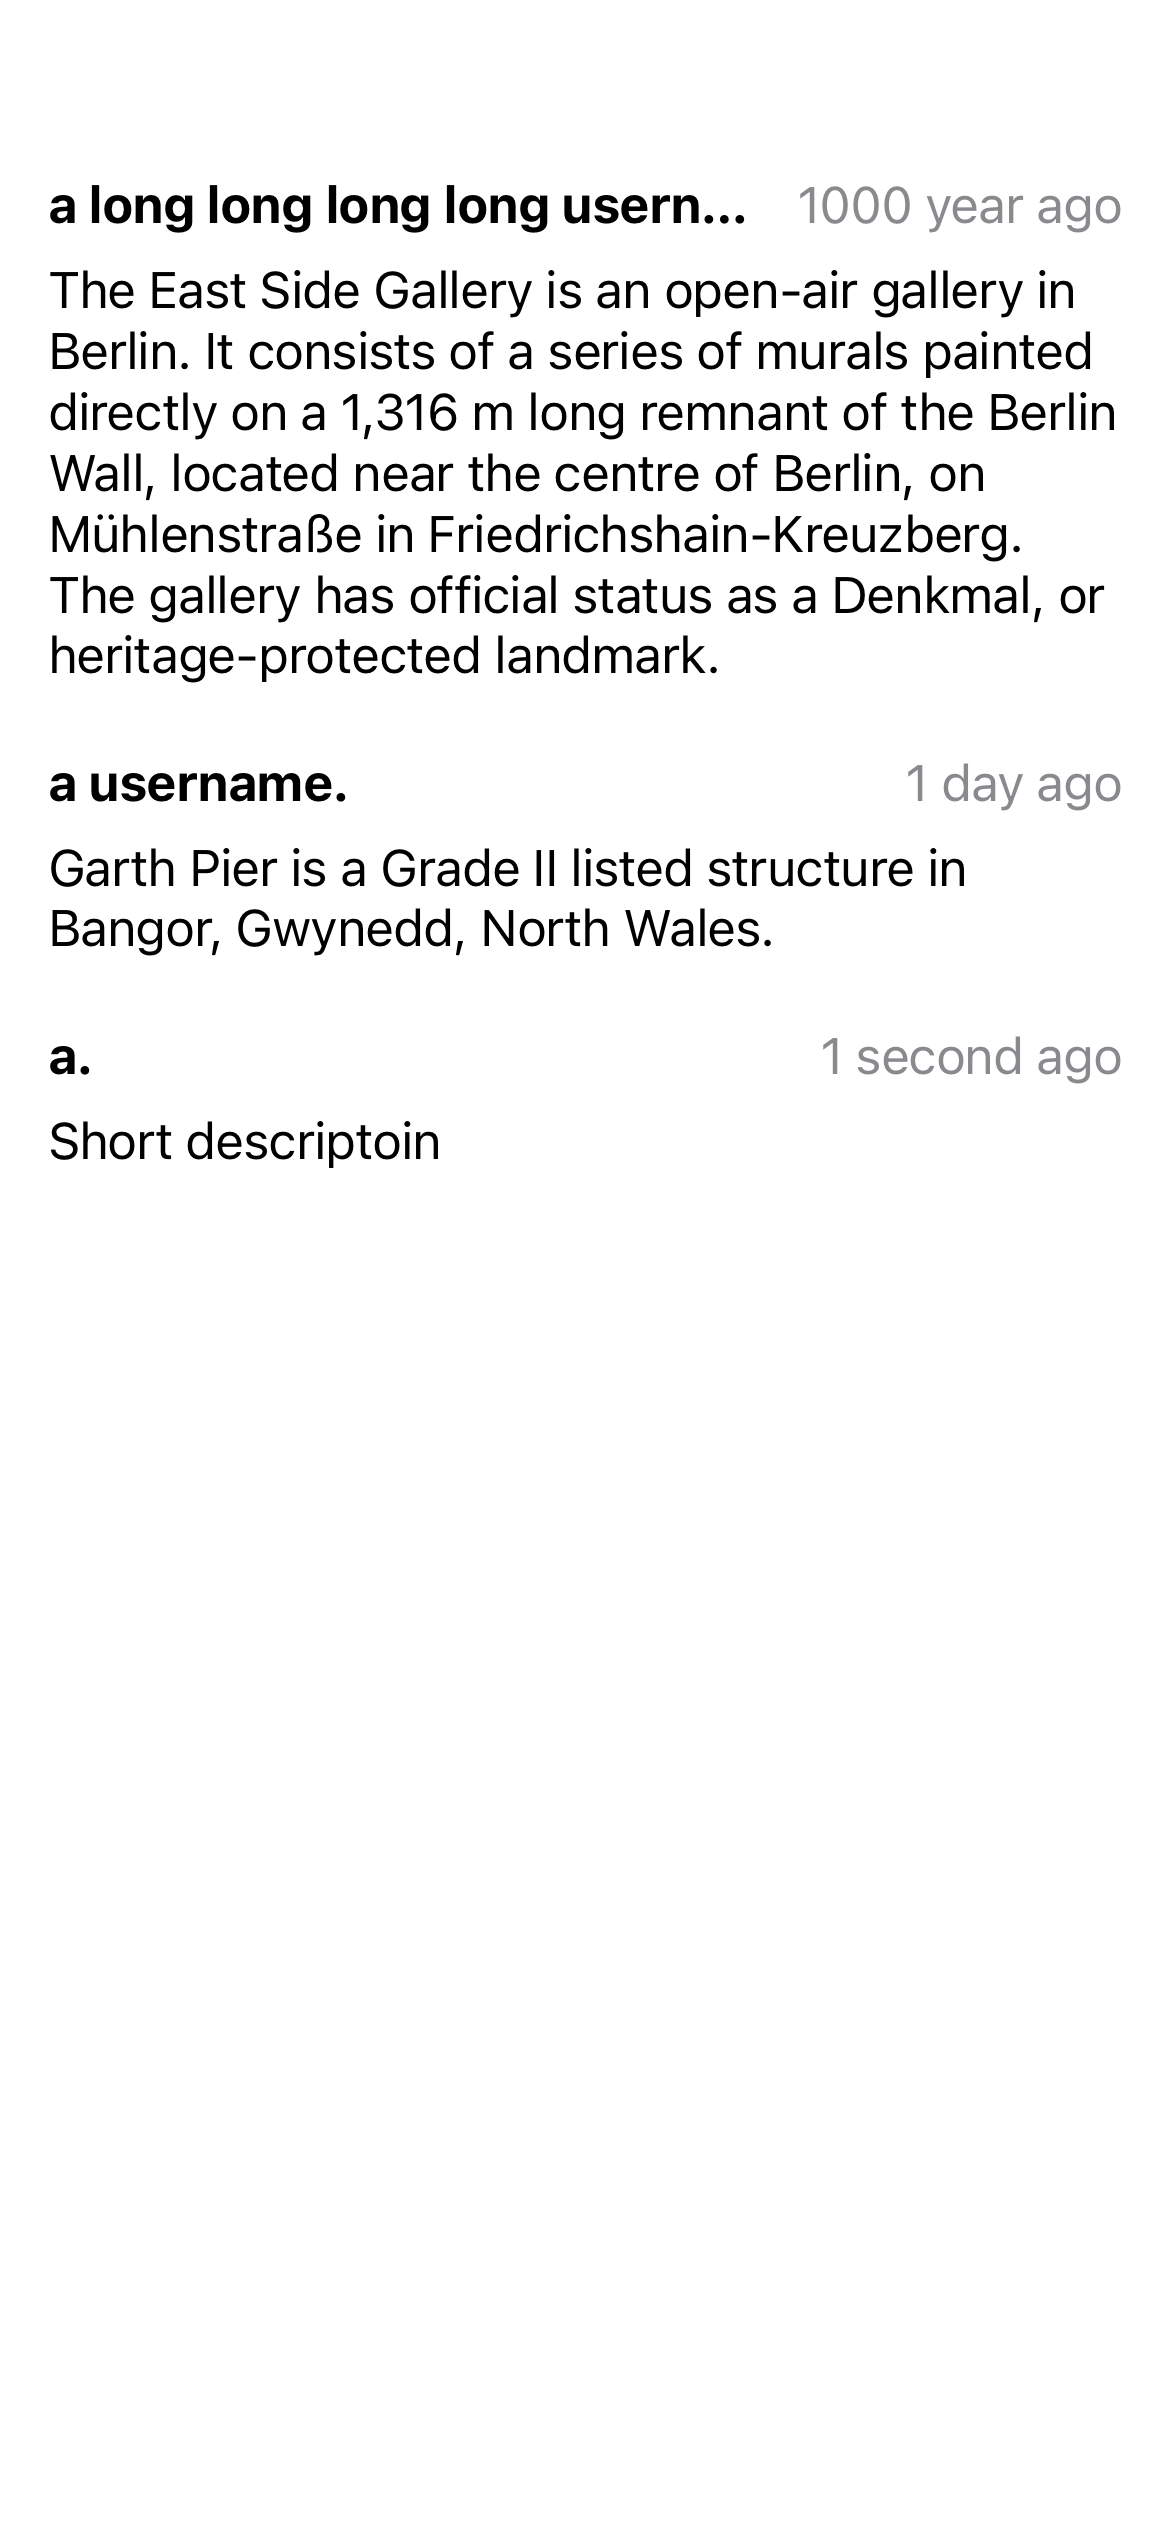 a long long long long usern... 1000 year ago
The East Side Gallery is an open-air gallery in
Berlin. It consists of a series of murals painted
directly on a 1,316 m long remnant of the Berlin
Wall, located near the centre of Berlin, on
Mühlenstraße in Friedrichshain-Kreuzberg.
The gallery has official status as a Denkmal, or
heritage-protected landmark.
a username. 1 day ago
Garth Pier is a Grade II listed structure in
Bangor, Gwynedd, North Wales.
a. 1 second ago
Short descriptoin